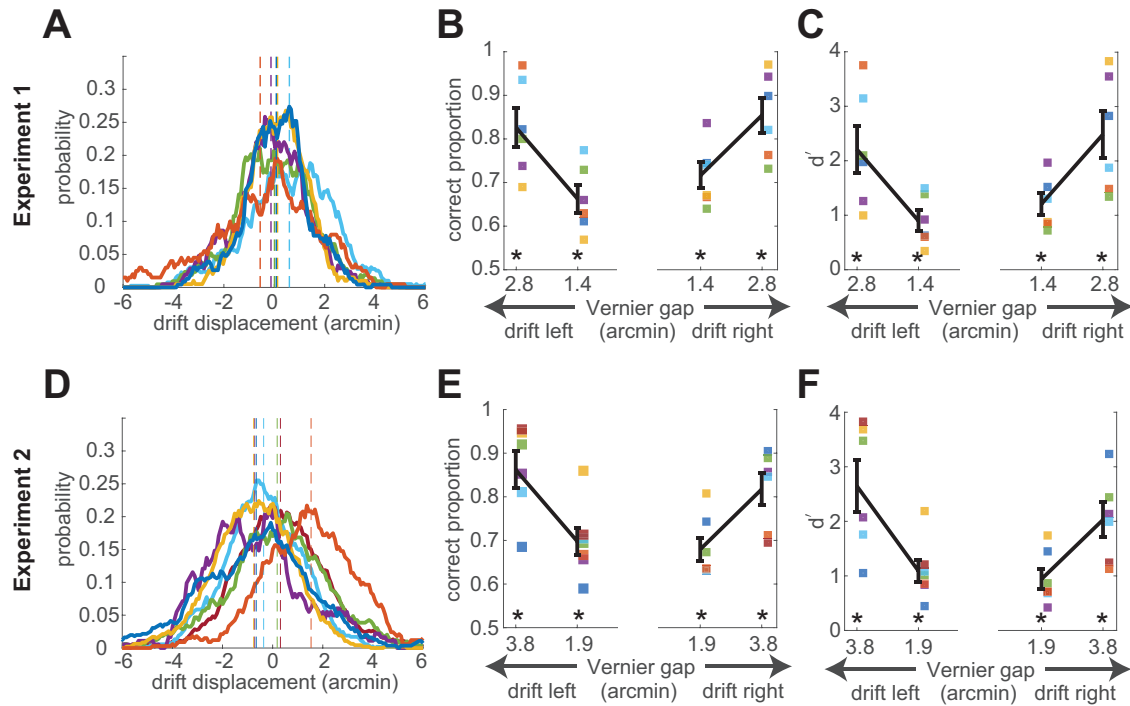 A
B
C
Experiment 1
probability
0.3
0.25
0.2
0.15
0.1
0.05
0
-6 -4 -2 0 2 4 6
drift displacement (arcmin)
correct proportion
1
0.9
0.8
0.7
0.6
0.5
* * * *
2.8 1.4 1.4 2.8
Vernier gap
drift left (arcmin) drift right
d′
4
3
2
1
0
* * * *
2.8 1.4 1.4 2.8
Vernier gap
drift left (arcmin) drift right
D
E
F
Experiment 2
probability
0.3
0.25
0.2
0.15
0.1
0.05
0
-6 -4 -2 0 2 4 6
drift displacement (arcmin)
correct proportion
1
0.9
0.8
0.7
0.6
0.5
* * * *
3.8 1.9 1.9 3.8
Vernier gap
drift left (arcmin) drift right
d′
4
3
2
1
0
* * * *
3.8 1.9 1.9 3.8
Vernier gap
drift left (arcmin) drift right